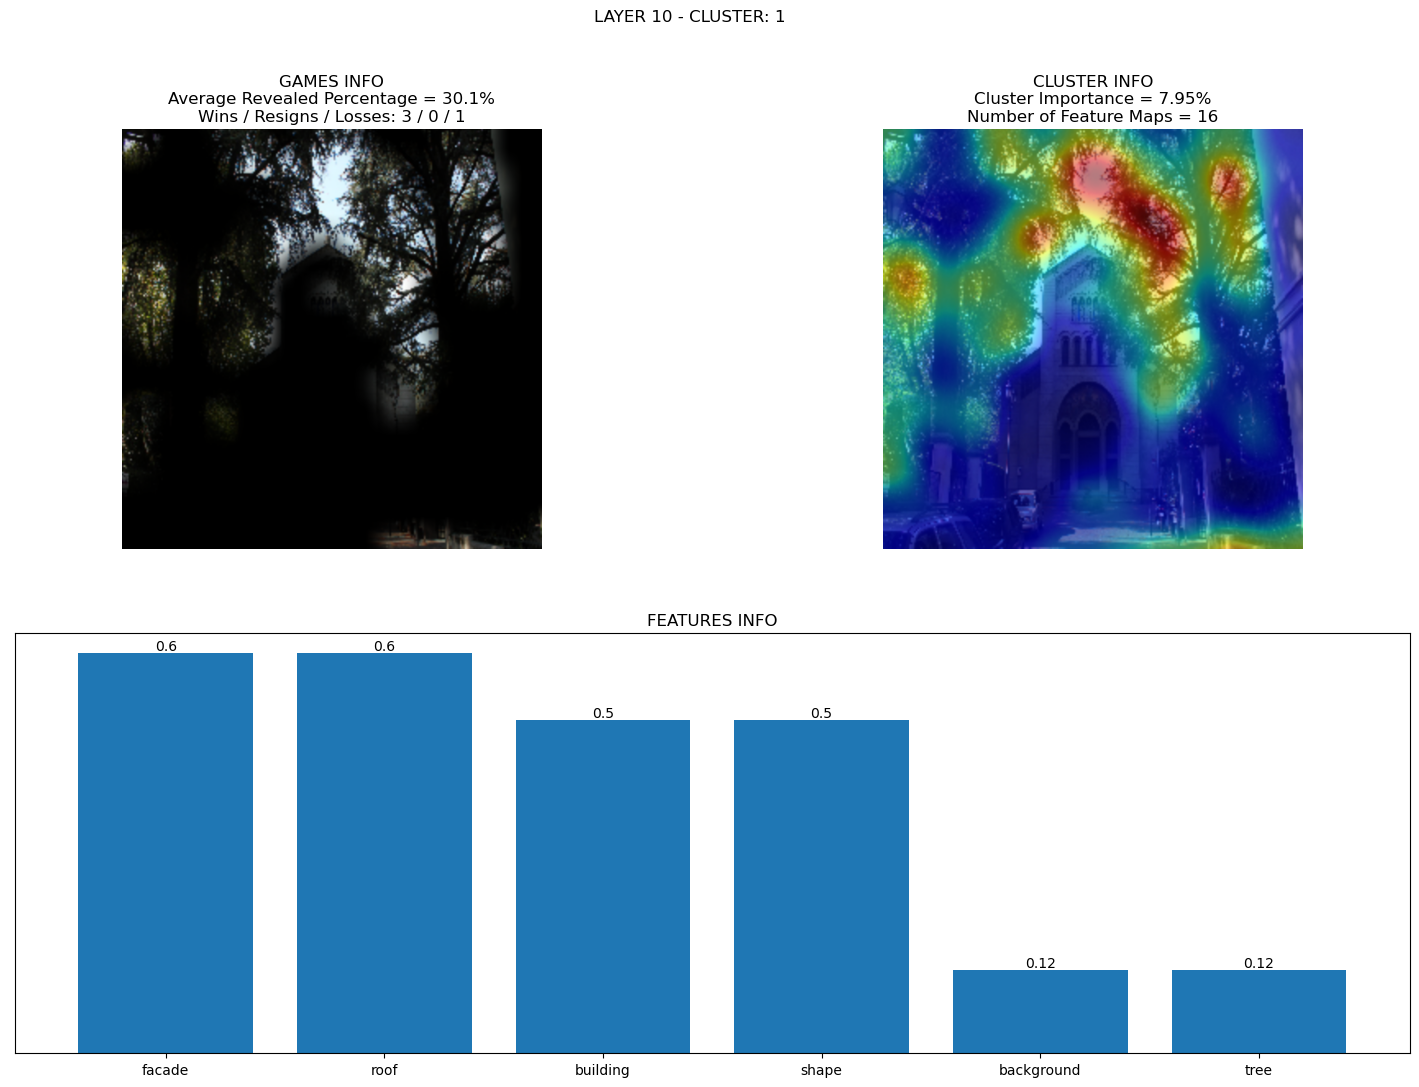 LAYER 10 - CLUSTER: 1
GAMES INFO
Average Revealed Percentage = 30.1%
Wins / Resigns / Losses: 3 / 0 / 1
CLUSTER INFO
Cluster Importance = 7.95%
Number of Feature Maps = 16
FEATURES INFO
0.6 0.6 0.5 0.5 0.12 0.12
facade roof building shape background tree